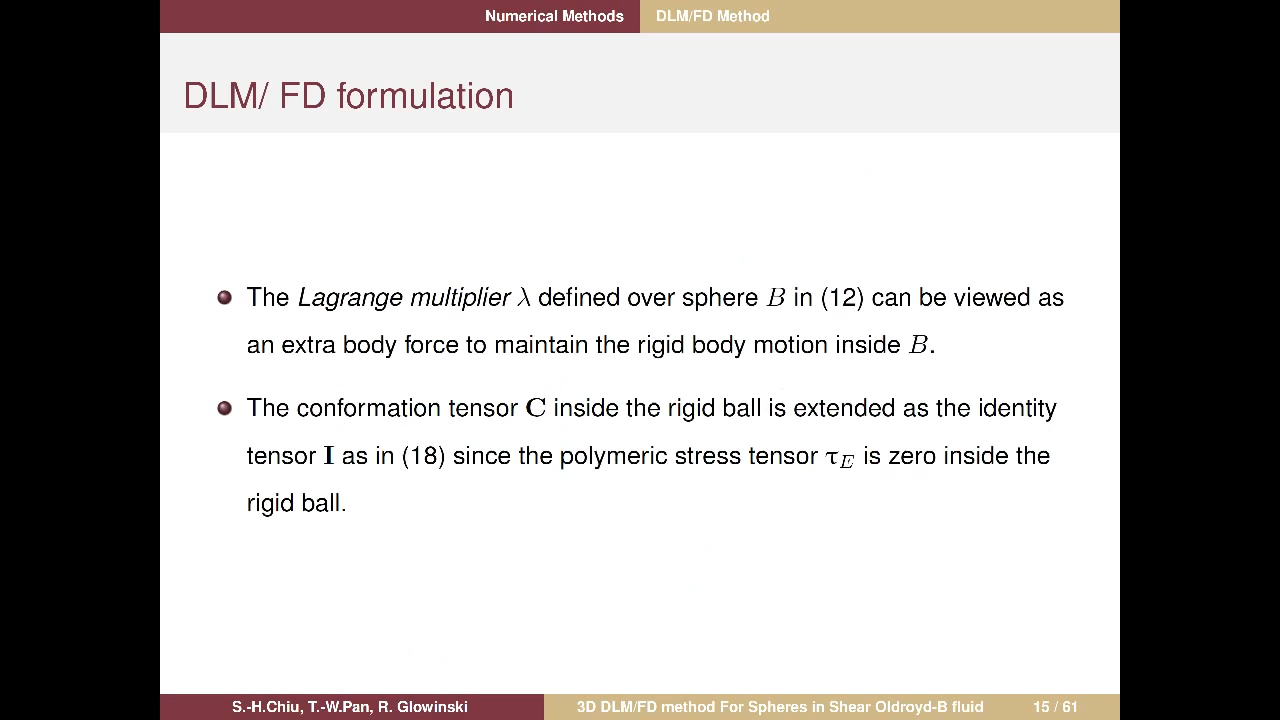 Numerical Methods DLM/FD Method
DLM/ FD formulation
The Lagrange multiplier λ defined over sphere B in (12) can be viewed as
an extra body force to maintain the rigid body motion inside B.
The conformation tensor C inside the rigid ball is extended as the identity
tensor I as in (18) since the polymeric stress tensor τ_E is zero inside the
rigid ball.
S.-H.Chiu, T.-W.Pan, R. Glowinski 3D DLM/FD method For Spheres in Shear Oldroyd-B fluid 15 / 61